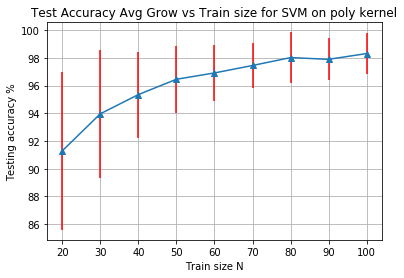 Test Accuracy Avg Grow vs Train size for SVM on poly kernel
100
98
96
94
92
90
88
86
Testing accuracy %
20 30 40 50 60 70 80 90 100
Train size N